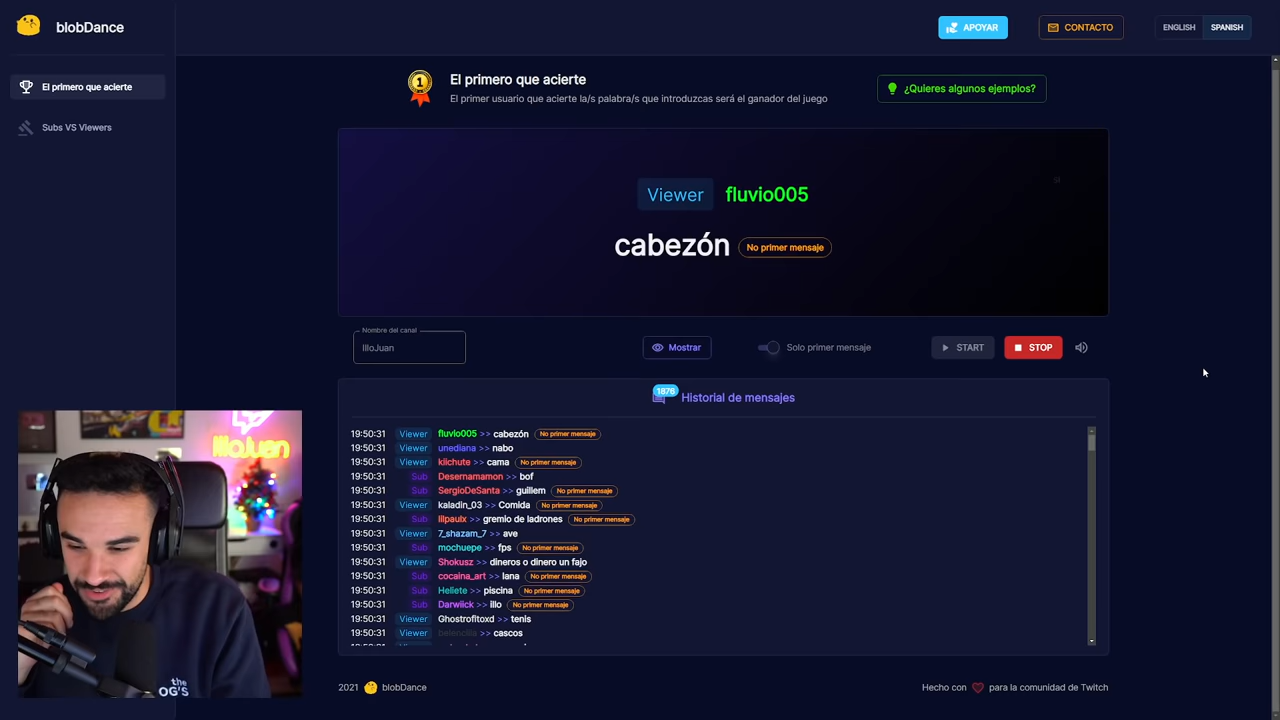 blobDance
APOYAR
CONTACTO
ENGLISH
SPANISH
El primero que acierte
Subs VS Viewers
El primero que acierte
El primer usuario que acierte la/s palabra/s que introduzcas será el ganador del juego
¿Quieres algunos ejemplos?
Viewer fluvio005
cabezón No primer mensaje
Nombre del canal
IlloJuan
Mostrar
Solo primer mensaje
START
STOP
1876
Historial de mensajes
19:50:31 Viewer fluvio005 >> cabezón No primer mensaje
19:50:31 Viewer unediana >> nabo
19:50:31 Viewer kiichute >> cama No primer mensaje
19:50:31 Sub Desernamamon >> bof
19:50:31 Sub SergioDeSanta >> guillem No primer mensaje
19:50:31 Viewer kaladin_03 >> Comida No primer mensaje
19:50:31 Sub lilpaulx >> gremio de ladrones No primer mensaje
19:50:31 Viewer 7_shazam_7 >> ave
19:50:31 Sub mochuepe >> fps No primer mensaje
19:50:31 Viewer Shokusz >> dineros o dinero un fajo
19:50:31 Sub cocaina_art >> lana No primer mensaje
19:50:31 Sub Heliete >> piscina No primer mensaje
19:50:31 Sub Darwiick >> illo No primer mensaje
19:50:31 Viewer Ghostrofitoxd >> tenis
19:50:31 Viewer belencilla >> cascos
IlloJuan
the
OG'S
2021 blobDance
Hecho con para la comunidad de Twitch